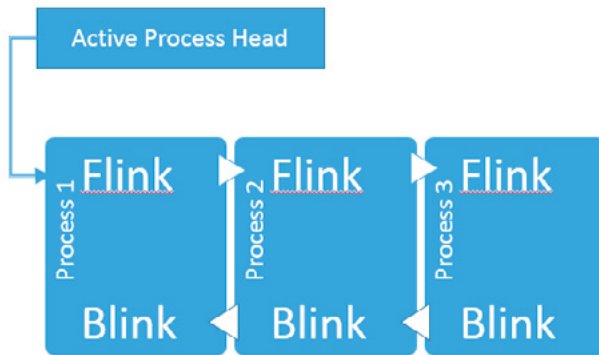 Active Process Head
Process 1
Flink
Blink
Process 2
Flink
Blink
Process 3
Flink
Blink